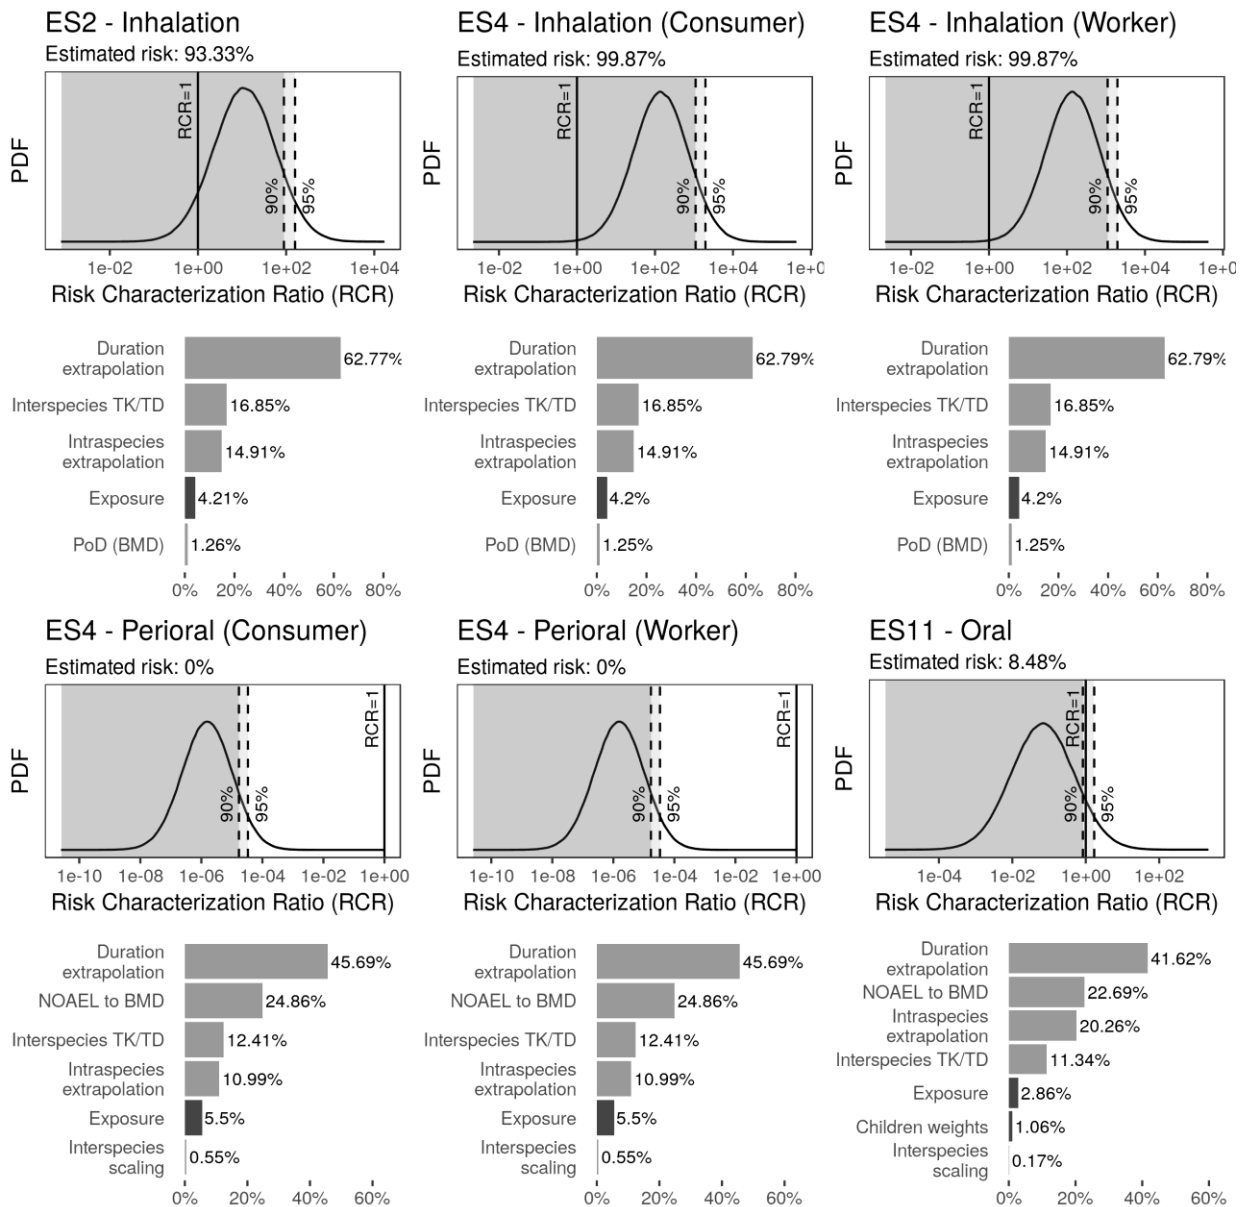 ES2 - Inhalation
Estimated risk: 93.33%
PDF
RCR=1
90%
95%
1e-02 1e+00 1e+02 1e+04
Risk Characterization Ratio (RCR)
Duration
extrapolation
62.77%
Interspecies TK/TD
16.85%
Intraspecies
extrapolation
14.91%
Exposure
4.21%
PoD (BMD)
1.26%
0% 20% 40% 60% 80%
ES4 - Inhalation (Consumer)
Estimated risk: 99.87%
PDF
RCR=1
90%
95%
1e-02 1e+00 1e+02 1e+04 1e+0
Risk Characterization Ratio (RCR)
Duration
extrapolation
62.79%
Interspecies TK/TD
16.85%
Intraspecies
extrapolation
14.91%
Exposure
4.2%
PoD (BMD)
1.25%
0% 20% 40% 60% 80%
ES4 - Inhalation (Worker)
Estimated risk: 99.87%
PDF
RCR=1
90%
95%
1e-02 1e+00 1e+02 1e+04 1e+0
Risk Characterization Ratio (RCR)
Duration
extrapolation
62.79%
Interspecies TK/TD
16.85%
Intraspecies
extrapolation
14.91%
Exposure
4.2%
PoD (BMD)
1.25%
0% 20% 40% 60% 80%
ES4 - Perioral (Consumer)
Estimated risk: 0%
PDF
RCR=1
90%
95%
1e-10 1e-08 1e-06 1e-04 1e-02 1e+00
Risk Characterization Ratio (RCR)
Duration
extrapolation
45.69%
NOAEL to BMD
24.86%
Interspecies TK/TD
12.41%
Intraspecies
extrapolation
10.99%
Exposure
5.5%
Interspecies
scaling
0.55%
0% 20% 40% 60%
ES4 - Perioral (Worker)
Estimated risk: 0%
PDF
RCR=1
90%
95%
1e-10 1e-08 1e-06 1e-04 1e-02 1e+00
Risk Characterization Ratio (RCR)
Duration
extrapolation
45.69%
NOAEL to BMD
24.86%
Interspecies TK/TD
12.41%
Intraspecies
extrapolation
10.99%
Exposure
5.5%
Interspecies
scaling
0.55%
0% 20% 40% 60%
ES11 - Oral
Estimated risk: 8.48%
PDF
RCR=1
90%
95%
1e-04 1e-02 1e+00 1e+02
Risk Characterization Ratio (RCR)
Duration
extrapolation
41.62%
NOAEL to BMD
22.69%
Intraspecies
extrapolation
20.26%
Interspecies TK/TD
11.34%
Exposure
2.86%
Children weights
1.06%
Interspecies
scaling
0.17%
0% 20% 40% 60%